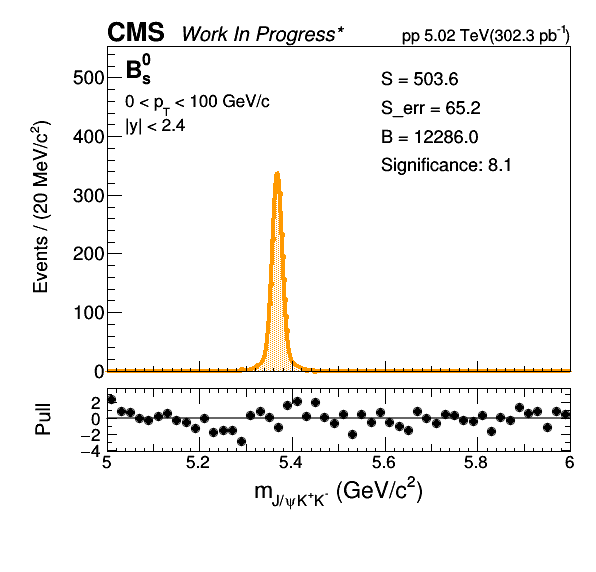 CMS Work In Progress* pp 5.02 TeV(302.3 pb⁻¹)
B⁰ₛ
0 < p_T < 100 GeV/c
|y| < 2.4
S = 503.6
S_err = 65.2
B = 12286.0
Significance: 8.1
Events / (20 MeV/c²)
500
400
300
200
100
0
Pull
2
0
−2
−4
5 5.2 5.4 5.6 5.8 6
m_J/ψK⁺K⁻ (GeV/c²)